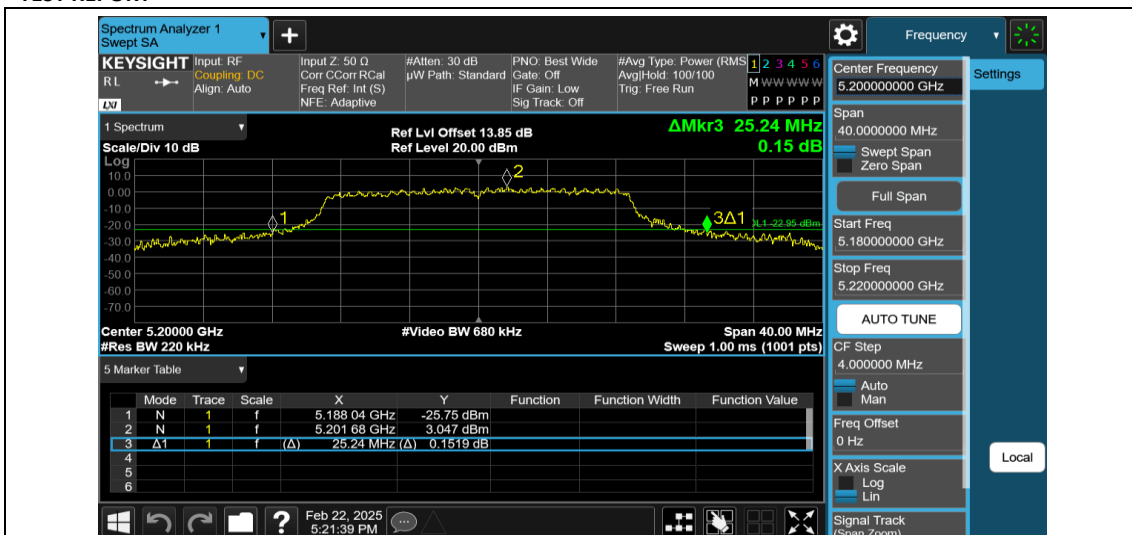 Spectrum Analyzer 1
Swept SA
Frequency
KEYSIGHT
R L
LXI
Input: RF
Coupling: DC
Align: Auto
Input Z: 50 Ω
Corr CCorr RCal
Freq Ref: Int (S)
NFE: Adaptive
#Atten: 30 dB
µW Path: Standard
PNO: Best Wide
Gate: Off
IF Gain: Low
Sig Track: Off
#Avg Type: Power (RMS
Avg|Hold: 100/100
Trig: Free Run
1 2 3 4 5 6
M W W W W W
P P P P P P
Center Frequency
5.200000000 GHz
Settings
Span
40.0000000 MHz
Swept Span
Zero Span
Full Span
Start Freq
5.180000000 GHz
Stop Freq
5.220000000 GHz
AUTO TUNE
CF Step
4.000000 MHz
Auto
Man
Freq Offset
0 Hz
X Axis Scale
Log
Lin
Signal Track
(Span Zoom)
Local
1 Spectrum
Scale/Div 10 dB
Ref Lvl Offset 13.85 dB
Ref Level 20.00 dBm
ΔMkr3 25.24 MHz
0.15 dB
Log
10.0
0.00
-10.0
-20.0
-30.0
-40.0
-50.0
-60.0
-70.0
1
2
3Δ1
DL1 -22.95 dBm
Center 5.20000 GHz
#Video BW 680 kHz
Span 40.00 MHz
#Res BW 220 kHz
Sweep 1.00 ms (1001 pts)
5 Marker Table
Mode Trace Scale X Y Function Function Width Function Value
1 N 1 f 5.188 04 GHz -25.75 dBm
2 N 1 f 5.201 68 GHz 3.047 dBm
3 Δ1 1 f (Δ) 25.24 MHz (Δ) 0.1519 dB
4
5
6
?
Feb 22, 2025
5:21:39 PM